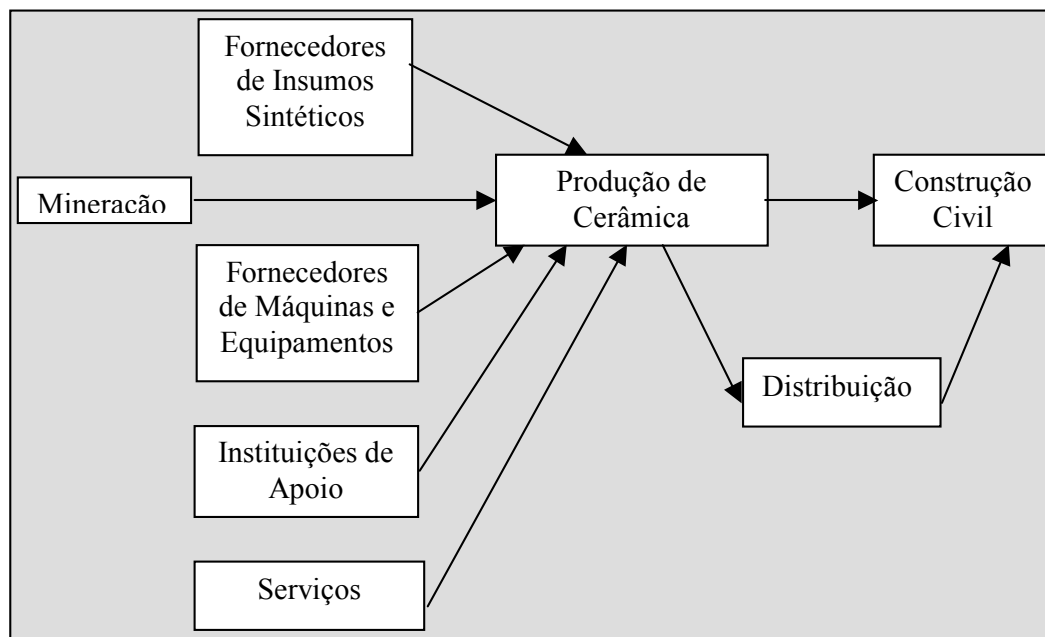 Fornecedores
de Insumos
Sintéticos
Mineração
Produção de
Cerâmica
Construção
Civil
Fornecedores
de Máquinas e
Equipamentos
Distribuição
Instituições de
Apoio
Serviços